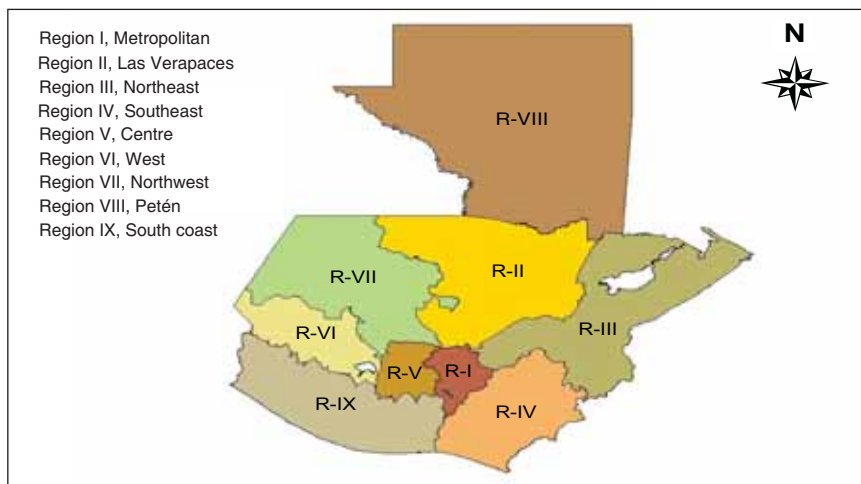 Region I, Metropolitan
Region II, Las Verapaces
Region III, Northeast
Region IV, Southeast
Region V, Centre
Region VI, West
Region VII, Northwest
Region VIII, Petén
Region IX, South coast
N
R-VIII
R-VII
R-II
R-III
R-VI
R-V
R-I
R-IX
R-IV